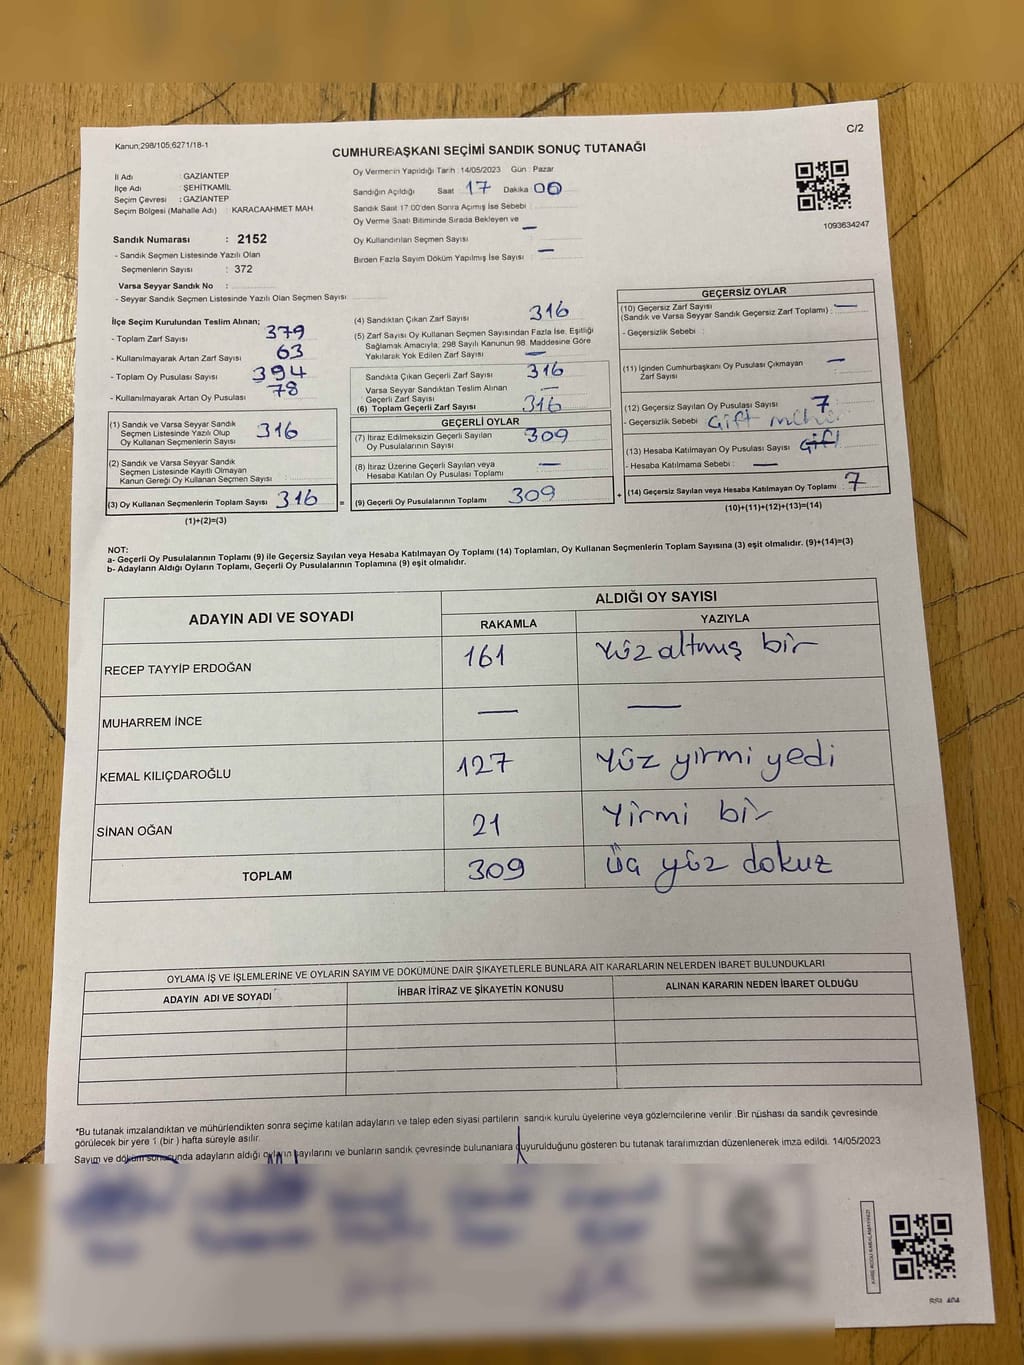 C/2
Kanun;298/105;6271/18-1
CUMHURBAŞKANI SEÇİMİ SANDIK SONUÇ TUTANAĞI
İl Adı : GAZİANTEP
İlçe Adı : ŞEHİTKAMİL
Seçim Çevresi : GAZİANTEP
Seçim Bölgesi (Mahalle Adı) : KARACAAHMET MAH
Oy Vermenin Yapıldığı Tarih : 14/05/2023 Gün : Pazar
Sandığın Açıldığı Saat : 17 Dakika : 00
Sandık Saat 17:00'den Sonra Açımış İse Sebebi :
Oy Verme Saati Bitiminde Sırada Bekleyen ve
Oy Kullandırılan Seçmen Sayısı : —
Birden Fazla Sayım Döküm Yapılmış İse Sayısı : —
1093634247
Sandık Numarası : 2152
- Sandık Seçmen Listesinde Yazılı Olan
Seçmenlerin Sayısı : 372
Varsa Seyyar Sandık No :
- Seyyar Sandık Seçmen Listesinde Yazılı Olan Seçmen Sayısı :
İlçe Seçim Kurulundan Teslim Alınan;
- Toplam Zarf Sayısı : 379
- Kullanılmayarak Artan Zarf Sayısı : 63
- Toplam Oy Pusulası Sayısı : 394
- Kullanılmayarak Artan Oy Pusulası : 78
(1) Sandık ve Varsa Seyyar Sandık
Seçmen Listesinde Yazılı Olup
Oy Kullanan Seçmenlerin Sayısı : 316
(2) Sandık ve Varsa Seyyar Sandık
Seçmen Listesinde Kayıtlı Olmayan
Kanun Gereği Oy Kullanan Seçmen Sayısı :
(3) Oy Kullanan Seçmenlerin Toplam Sayısı : 316
(1)+(2)=(3)
(4) Sandıktan Çıkan Zarf Sayısı : 316
(5) Zarf Sayısı Oy Kullanan Seçmen Sayısından Fazla İse, Eşitliği
Sağlamak Amacıyla, 298 Sayılı Kanunun 98. Maddesine Göre
Yakılarak Yok Edilen Zarf Sayısı : —
Sandıkta Çıkan Geçerli Zarf Sayısı : 316
Varsa Seyyar Sandıktan Teslim Alınan
Geçerli Zarf Sayısı : —
(6) Toplam Geçerli Zarf Sayısı : 316
GEÇERLİ OYLAR
(7) İtiraz Edilmeksizin Geçerli Sayılan
Oy Pusulalarının Sayısı : 309
(8) İtiraz Üzerine Geçerli Sayılan veya
Hesaba Katılan Oy Pusulası Toplamı : —
= (9) Geçerli Oy Pusulalarının Toplamı : 309
GEÇERSİZ OYLAR
(10) Geçersiz Zarf Sayısı
(Sandık ve Varsa Seyyar Sandık Geçersiz Zarf Toplamı) : —
- Geçersizlik Sebebi :
(11) İçinden Cumhurbaşkanı Oy Pusulası Çıkmayan
Zarf Sayısı : —
(12) Geçersiz Sayılan Oy Pusulası Sayısı : 7
- Geçersizlik Sebebi : Çift mühür
(13) Hesaba Katılmayan Oy Pusulası Sayısı : Çift
- Hesaba Katılmama Sebebi : —
+ (14) Geçersiz Sayılan veya Hesaba Katılmayan Oy Toplamı : 7
(10)+(11)+(12)+(13)=(14)
NOT:
a- Geçerli Oy Pusulalarının Toplamı (9) ile Geçersiz Sayılan veya Hesaba Katılmayan Oy Toplamı (14) Toplamları, Oy Kullanan Seçmenlerin Toplam Sayısına (3) eşit olmalıdır. (9)+(14)=(3)
b- Adayların Aldığı Oyların Toplamı, Geçerli Oy Pusulalarının Toplamına (9) eşit olmalıdır.
ADAYIN ADI VE SOYADI
ALDIĞI OY SAYISI
RAKAMLA YAZIYLA
RECEP TAYYİP ERDOĞAN 161 Yüz altmış bir
MUHARREM İNCE — —
KEMAL KILIÇDAROĞLU 127 Yüz yirmi yedi
SİNAN OĞAN 21 Yirmi bir
TOPLAM 309 üç yüz dokuz
OYLAMA İŞ VE İŞLEMLERİNE VE OYLARIN SAYIM VE DÖKÜMÜNE DAİR ŞİKAYETLERLE BUNLARA AİT KARARLARIN NELERDEN İBARET BULUNDUKLARI
ADAYIN ADI VE SOYADI İHBAR İTİRAZ VE ŞİKAYETİN KONUSU ALINAN KARARIN NEDEN İBARET OLDUĞU
*Bu tutanak imzalandıktan ve mühürlendikten sonra seçime katılan adayların ve talep eden siyasi partilerin sandık kurulu üyelerine veya gözlemcilerine verilir. Bir nüshası da sandık çevresinde
görülecek bir yere 1 (bir) hafta süreyle asılır.
Sayım ve döküm sonucunda adayların aldığı oyların sayılarını ve bunların sandık çevresinde bulunanlara duyurulduğunu gösteren bu tutanak tarafımızdan düzenlenerek imza edildi. 14/05/2023